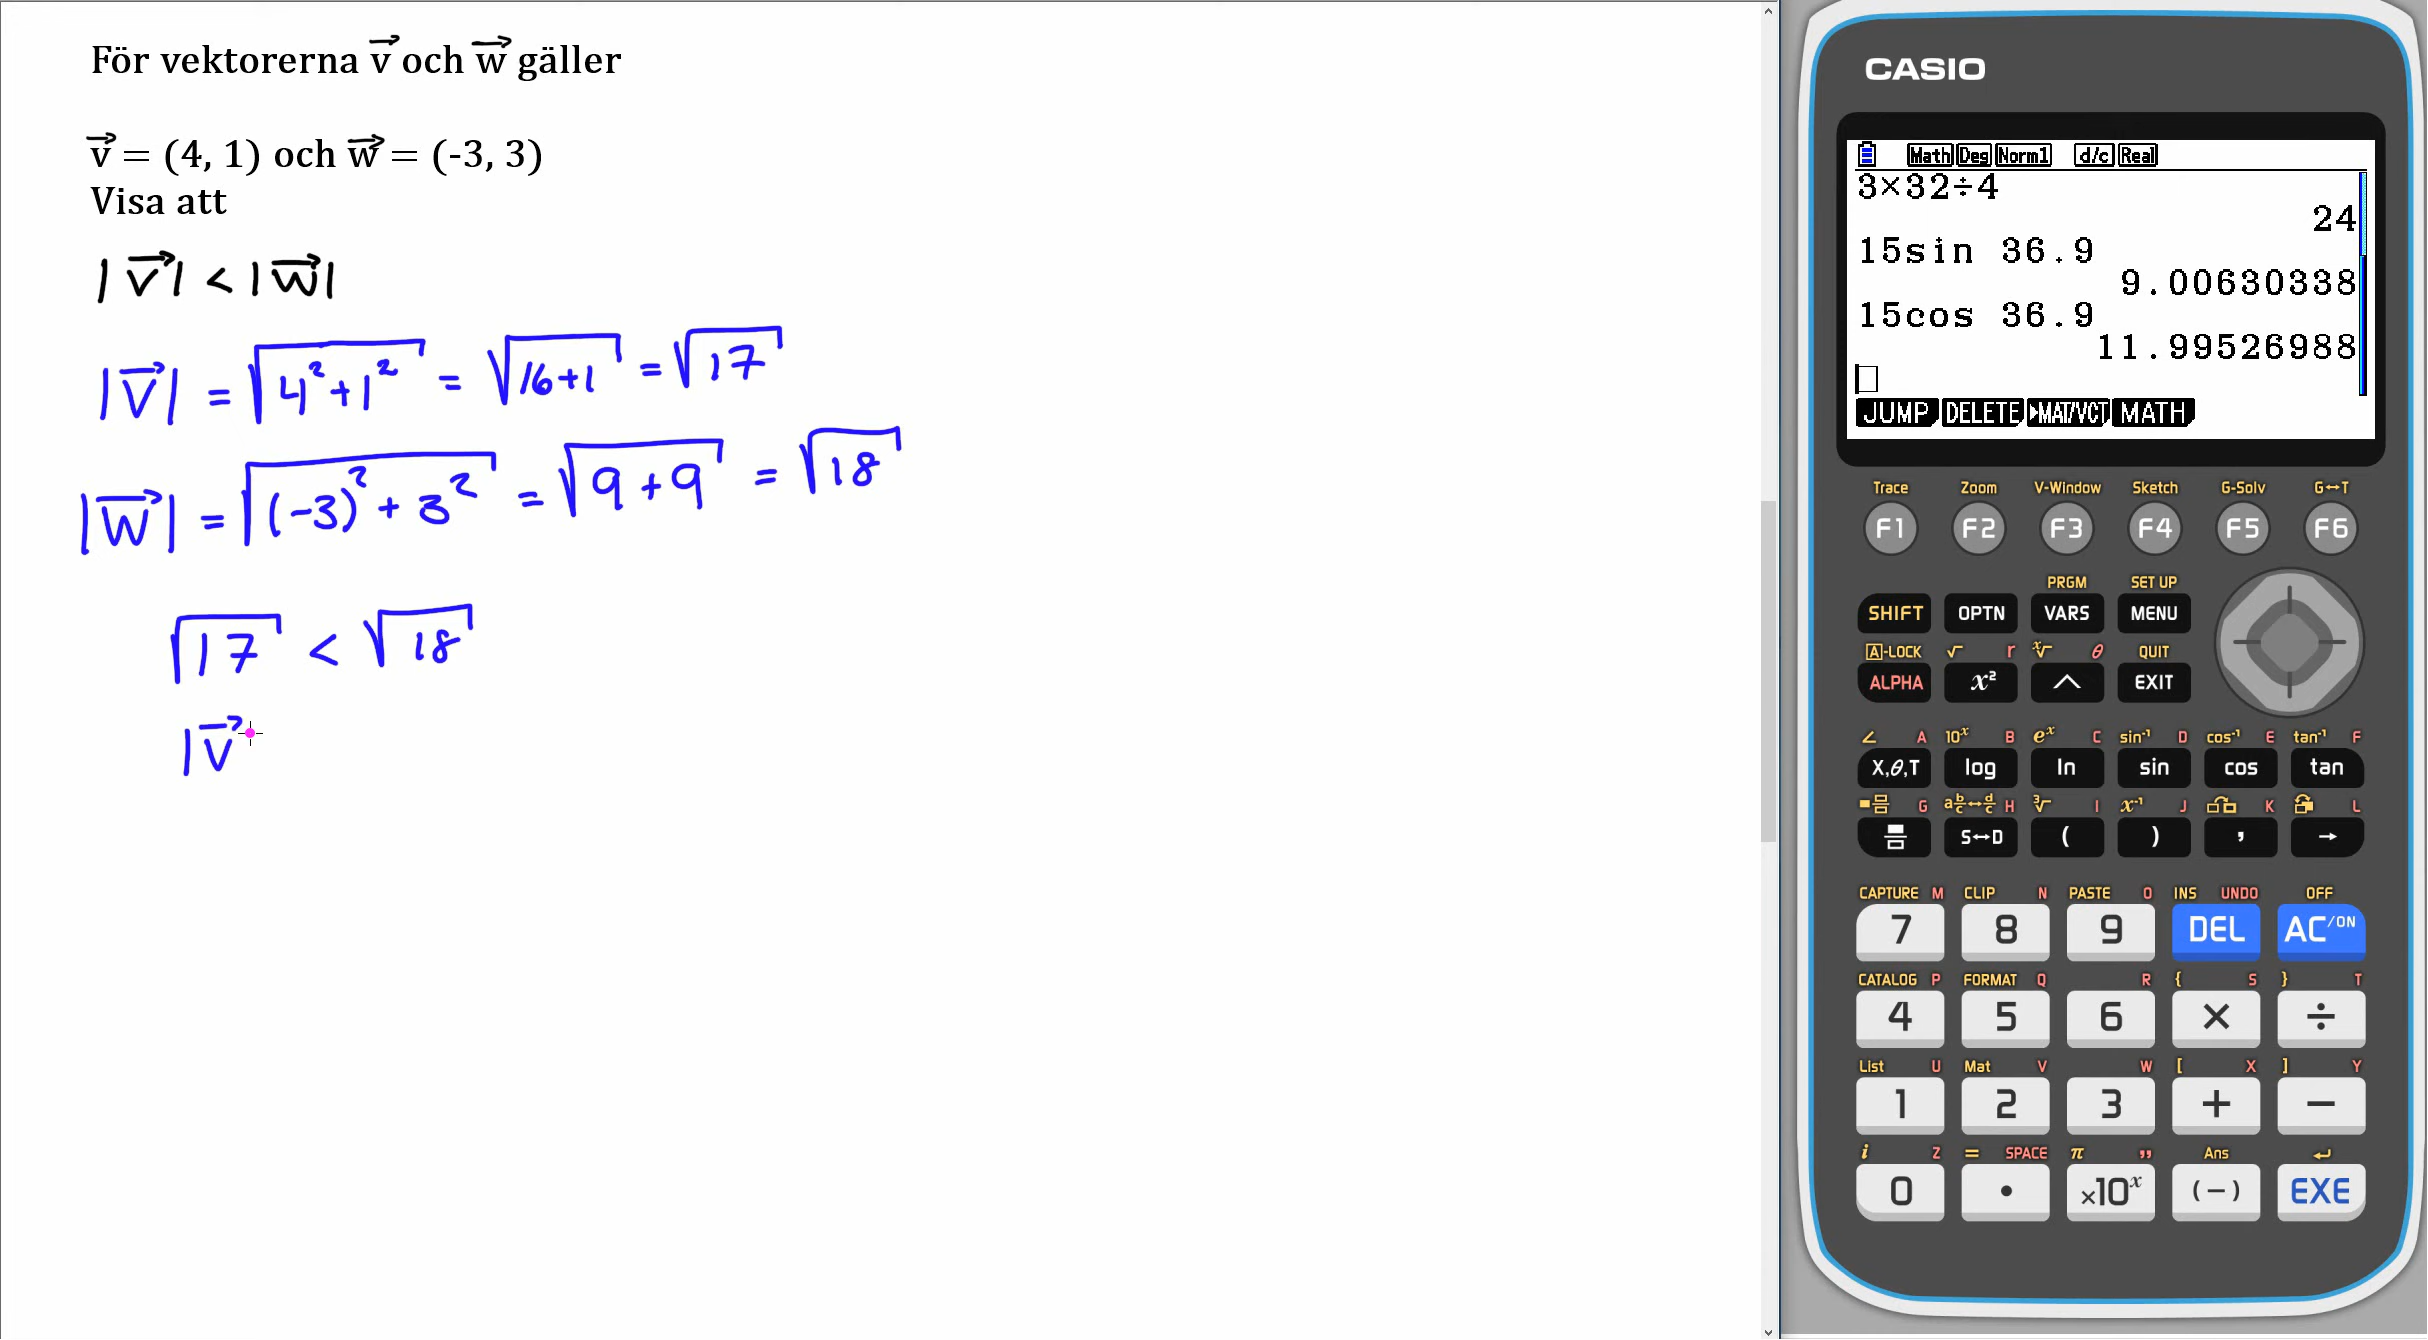 För vektorerna v⃗ och w⃗ gäller
v⃗ = (4, 1) och w⃗ = (-3, 3)
Visa att
|v⃗| < |w⃗|
|v⃗| = √(4² + 1²) = √(16+1) = √17
|w⃗| = √((-3)² + 3²) = √(9 + 9) = √18
√17 < √18
|v⃗
CASIO
Math Deg Norm1 d/c Real
3×32÷4
24
15sin 36.9
9.00630338
15cos 36.9
11.99526988
JUMP DELETE ▶MAT/VCT MATH
Trace Zoom V-Window Sketch G-Solv G↔T
F1 F2 F3 F4 F5 F6
PRGM SET UP
SHIFT OPTN VARS MENU
A-LOCK √ r ˣ√ θ QUIT
ALPHA x² ^ EXIT
∠ A 10ˣ B eˣ C sin⁻¹ D cos⁻¹ E tan⁻¹ F
X,θ,T log ln sin cos tan
G a b/c↔d/c H ³√ I x⁻¹ J K L
S↔D ( ) , →
CAPTURE M CLIP N PASTE O INS UNDO OFF
7 8 9 DEL AC/ON
CATALOG P FORMAT Q R { S } T
4 5 6 × ÷
List U Mat V W [ X ] Y
1 2 3 + −
i Z = SPACE π ” Ans ↵
0 • ×10ˣ (−) EXE